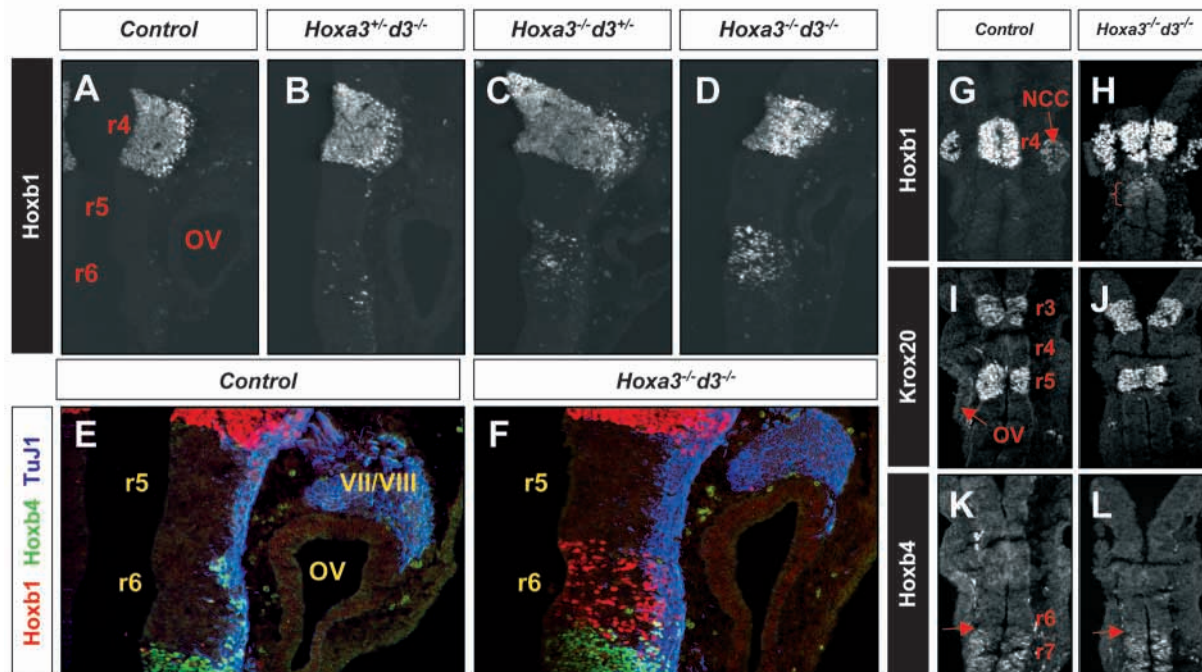 Control
Hoxa3+/-d3-/-
Hoxa3-/-d3+/-
Hoxa3-/-d3-/-
Hoxb1
A
r4
r5
r6
OV
B
C
D
Control
Hoxa3-/-d3-/-
Hoxb1 Hoxb4 TuJ1
E
r5
r6
VII/VIII
OV
F
r5
r6
Control
Hoxa3-/-d3-/-
Hoxb1
G
NCC
r4
H
Krox20
I
r3
r4
r5
OV
J
Hoxb4
K
r6
r7
L